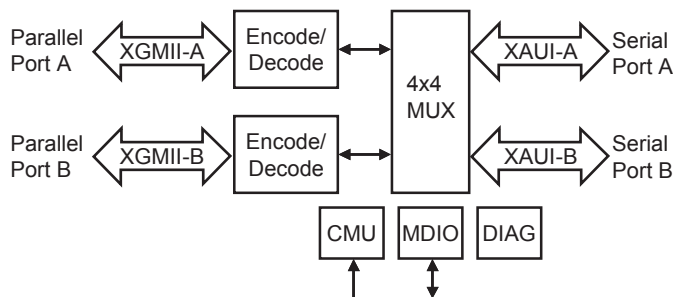 Parallel
Port A
XGMII-A
Encode/
Decode
4x4
MUX
XAUI-A
Serial
Port A
Parallel
Port B
XGMII-B
Encode/
Decode
XAUI-B
Serial
Port B
CMU
MDIO
DIAG